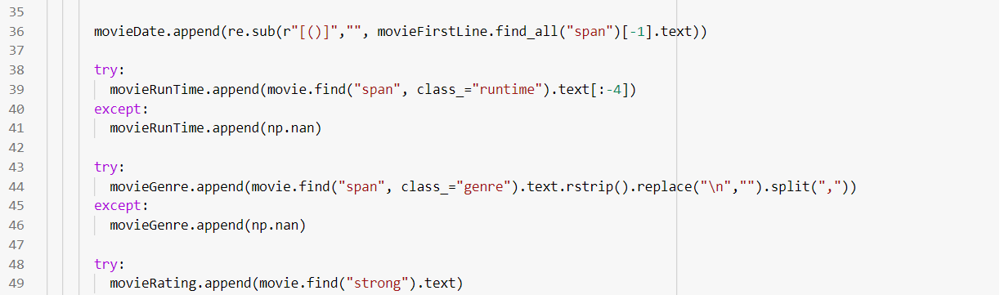 35
36 movieDate.append(re.sub(r"[()]","", movieFirstLine.find_all("span")[-1].text))
37
38 try:
39 movieRunTime.append(movie.find("span", class_="runtime").text[:-4])
40 except:
41 movieRunTime.append(np.nan)
42
43 try:
44 movieGenre.append(movie.find("span", class_="genre").text.rstrip().replace("\n","").split(","))
45 except:
46 movieGenre.append(np.nan)
47
48 try:
49 movieRating.append(movie.find("strong").text)